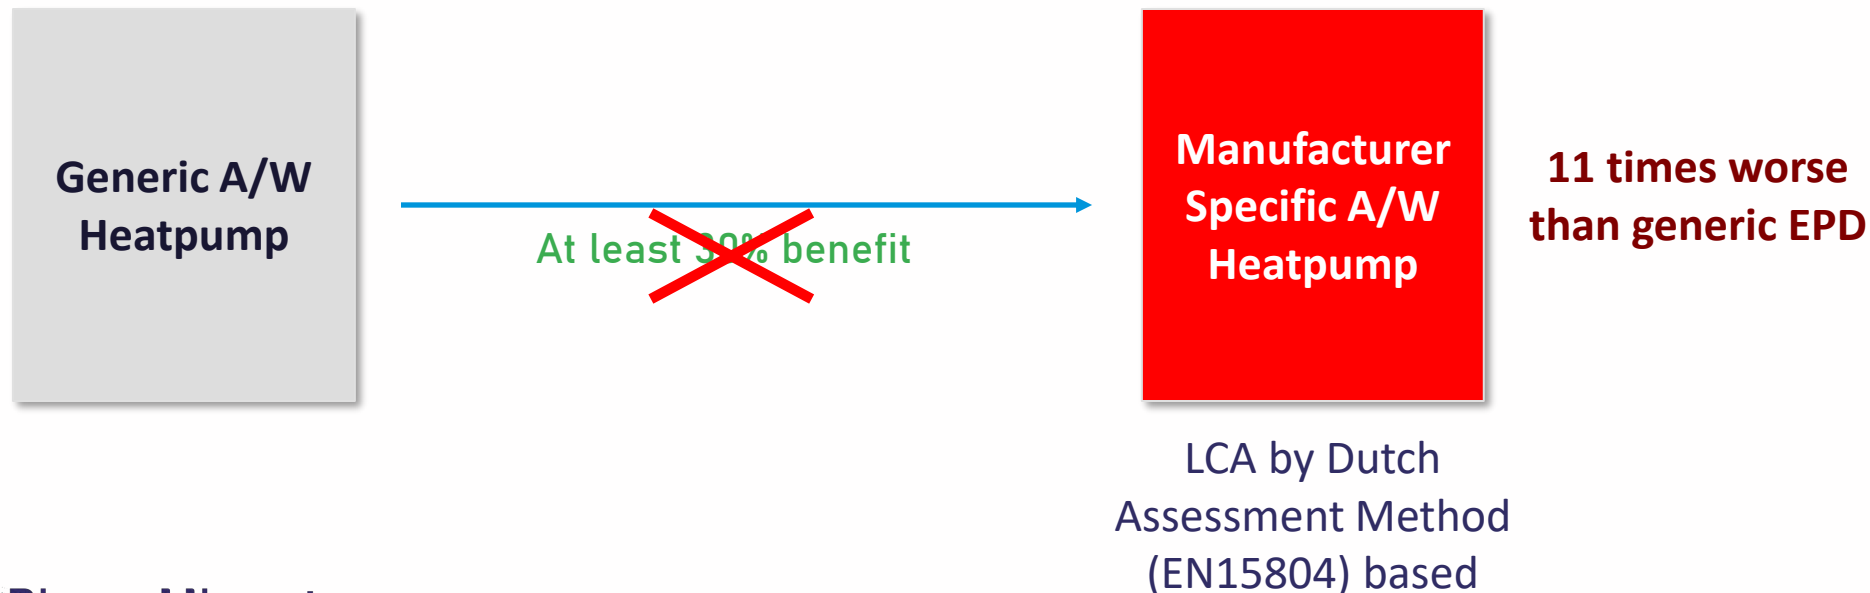 Generic A/W
Heatpump
At least 30% benefit
Manufacturer
Specific A/W
Heatpump
11 times worse
than generic EPD
LCA by Dutch
Assessment Method
(EN15804) based